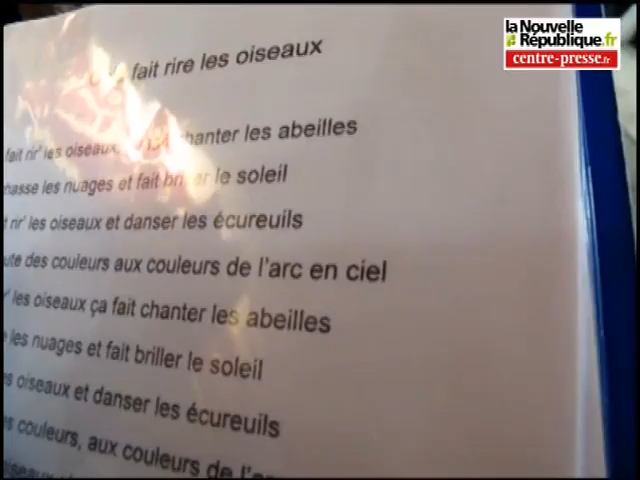 la Nouvelle
République.fr
centre-presse.fr
fait rire les oiseaux
fait rir' les oiseaux, chanter les abeilles
les nuages et fait le soleil
rir' les oiseaux et danser les écureuils
des couleurs aux couleurs de l'arc en ciel
les oiseaux ça fait chanter les abeilles
les nuages et fait briller le soleil
oiseaux et danser les écureuils
couleurs, aux couleurs de